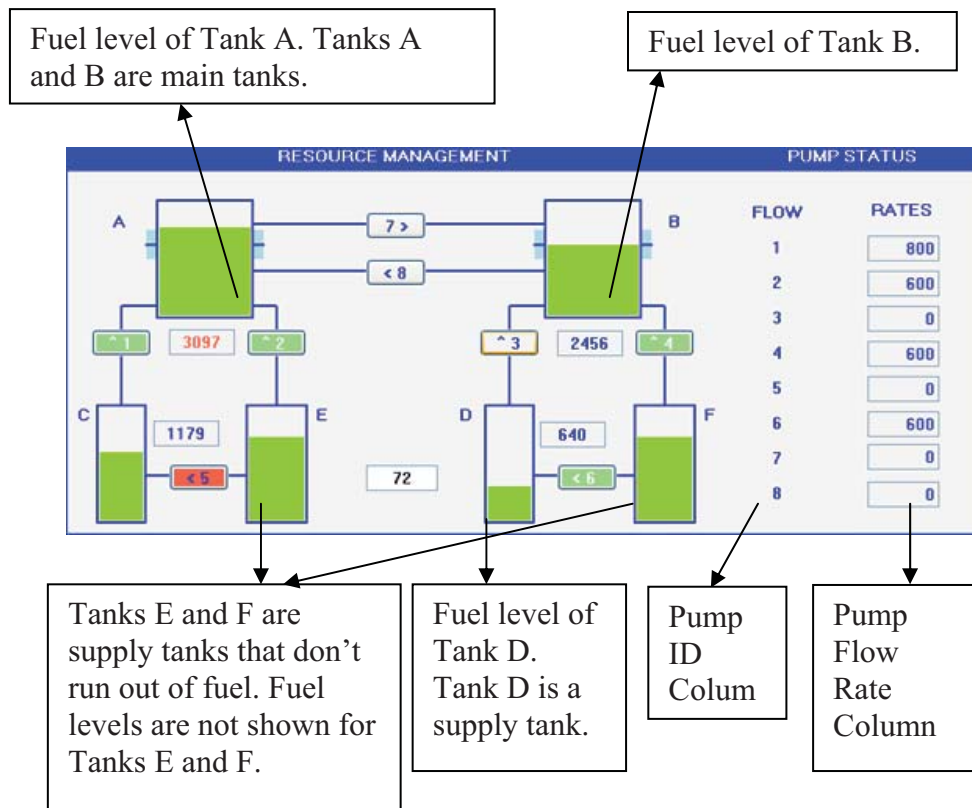 Fuel level of Tank A. Tanks A
and B are main tanks.
Fuel level of Tank B.
RESOURCE MANAGEMENT
PUMP STATUS
A
7 >
B
< 8
^ 1
3097
^ 2
^ 3
2456
^ 4
C
E
D
F
1179
640
< 5
72
< 6
FLOW RATES
1 800
2 600
3 0
4 600
5 0
6 600
7 0
8 0
Tanks E and F are
supply tanks that don’t
run out of fuel. Fuel
levels are not shown for
Tanks E and F.
Fuel level of
Tank D.
Tank D is a
supply tank.
Pump
ID
Colum
Pump
Flow
Rate
Column